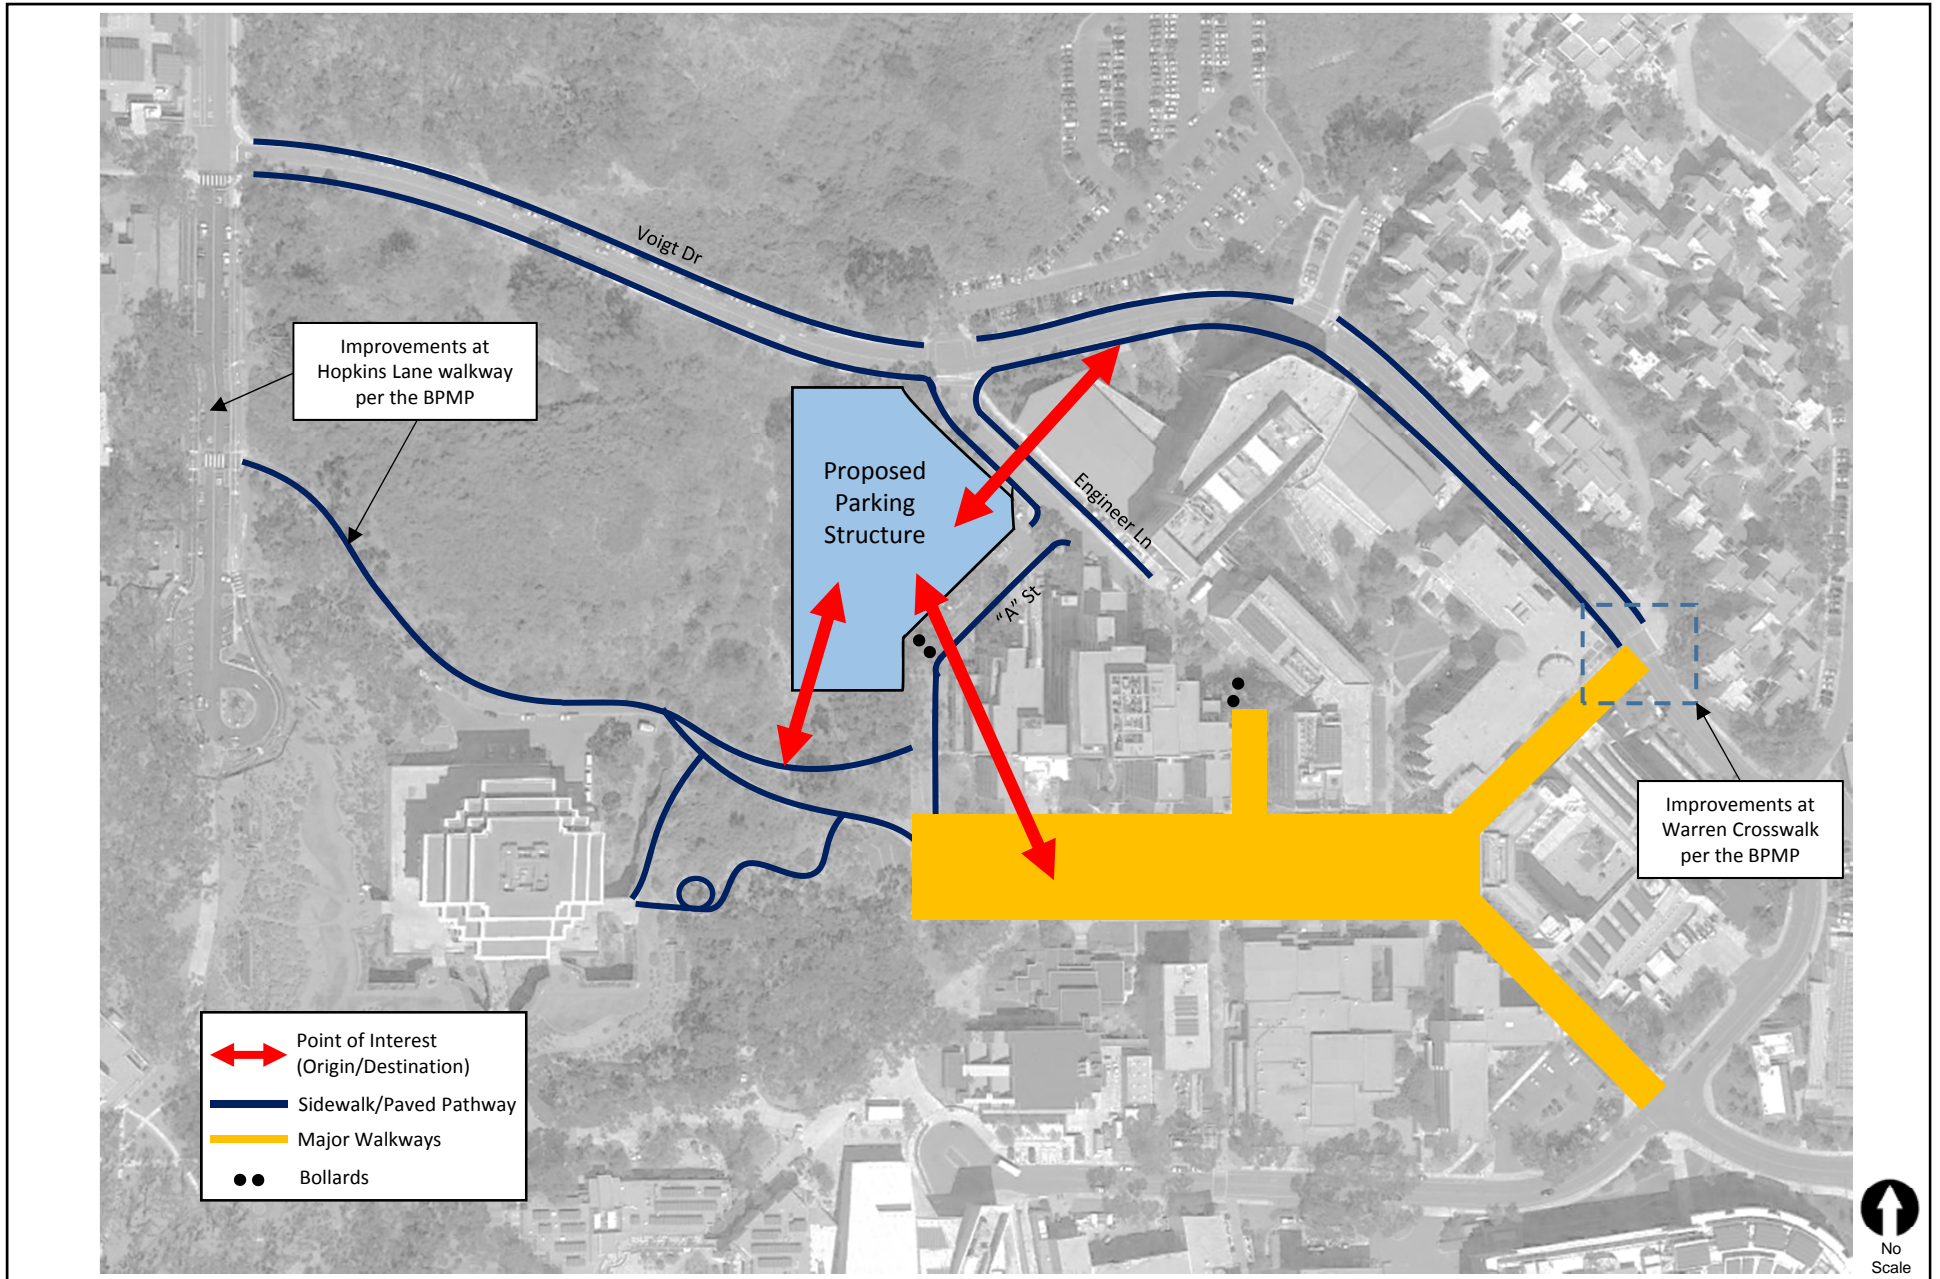 Voigt Dr
Improvements at
Hopkins Lane walkway
per the BPMP
Proposed
Parking
Structure
Engineer Ln
"A" St
Improvements at
Warren Crosswalk
per the BPMP
Point of Interest
(Origin/Destination)
Sidewalk/Paved Pathway
Major Walkways
Bollards
No
Scale